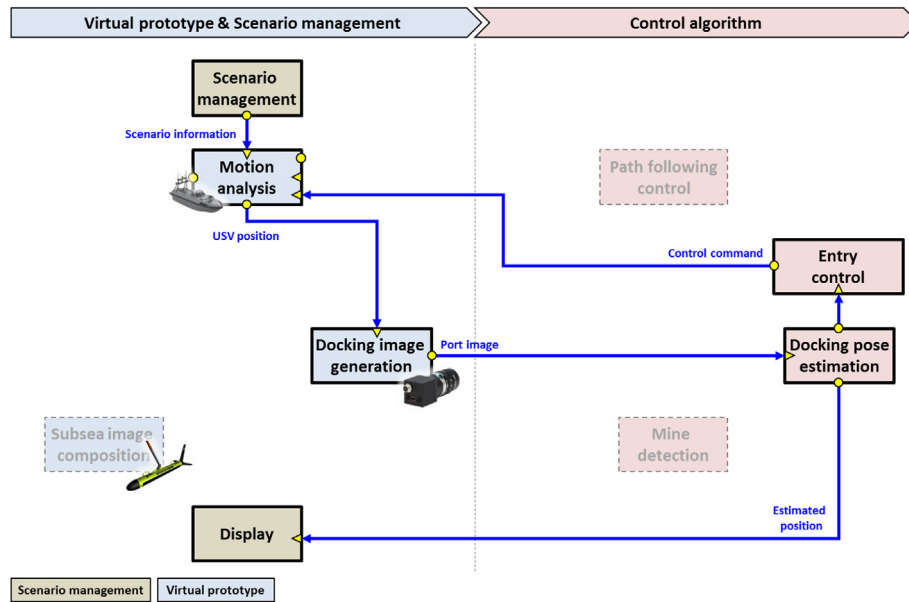 Virtual prototype & Scenario management
Control algorithm
Scenario
management
Scenario information
Motion
analysis
Path following
control
USV position
Control command
Entry
control
Docking image
generation
Port image
Docking pose
estimation
Subsea image
composition
Mine
detection
Estimated
position
Display
Scenario management
Virtual prototype